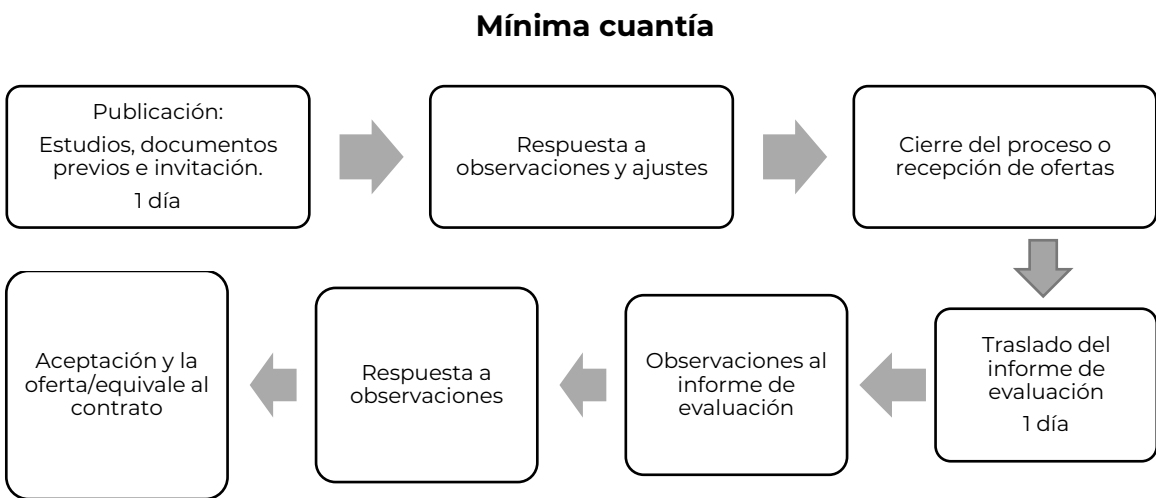 Mínima cuantía
Publicación:
Estudios, documentos
previos e invitación.
1 día
Respuesta a
observaciones y ajustes
Cierre del proceso o
recepción de ofertas
Traslado del
informe de
evaluación
1 día
Observaciones al
informe de
evaluación
Respuesta a
observaciones
Aceptación y la
oferta/equivale al
contrato